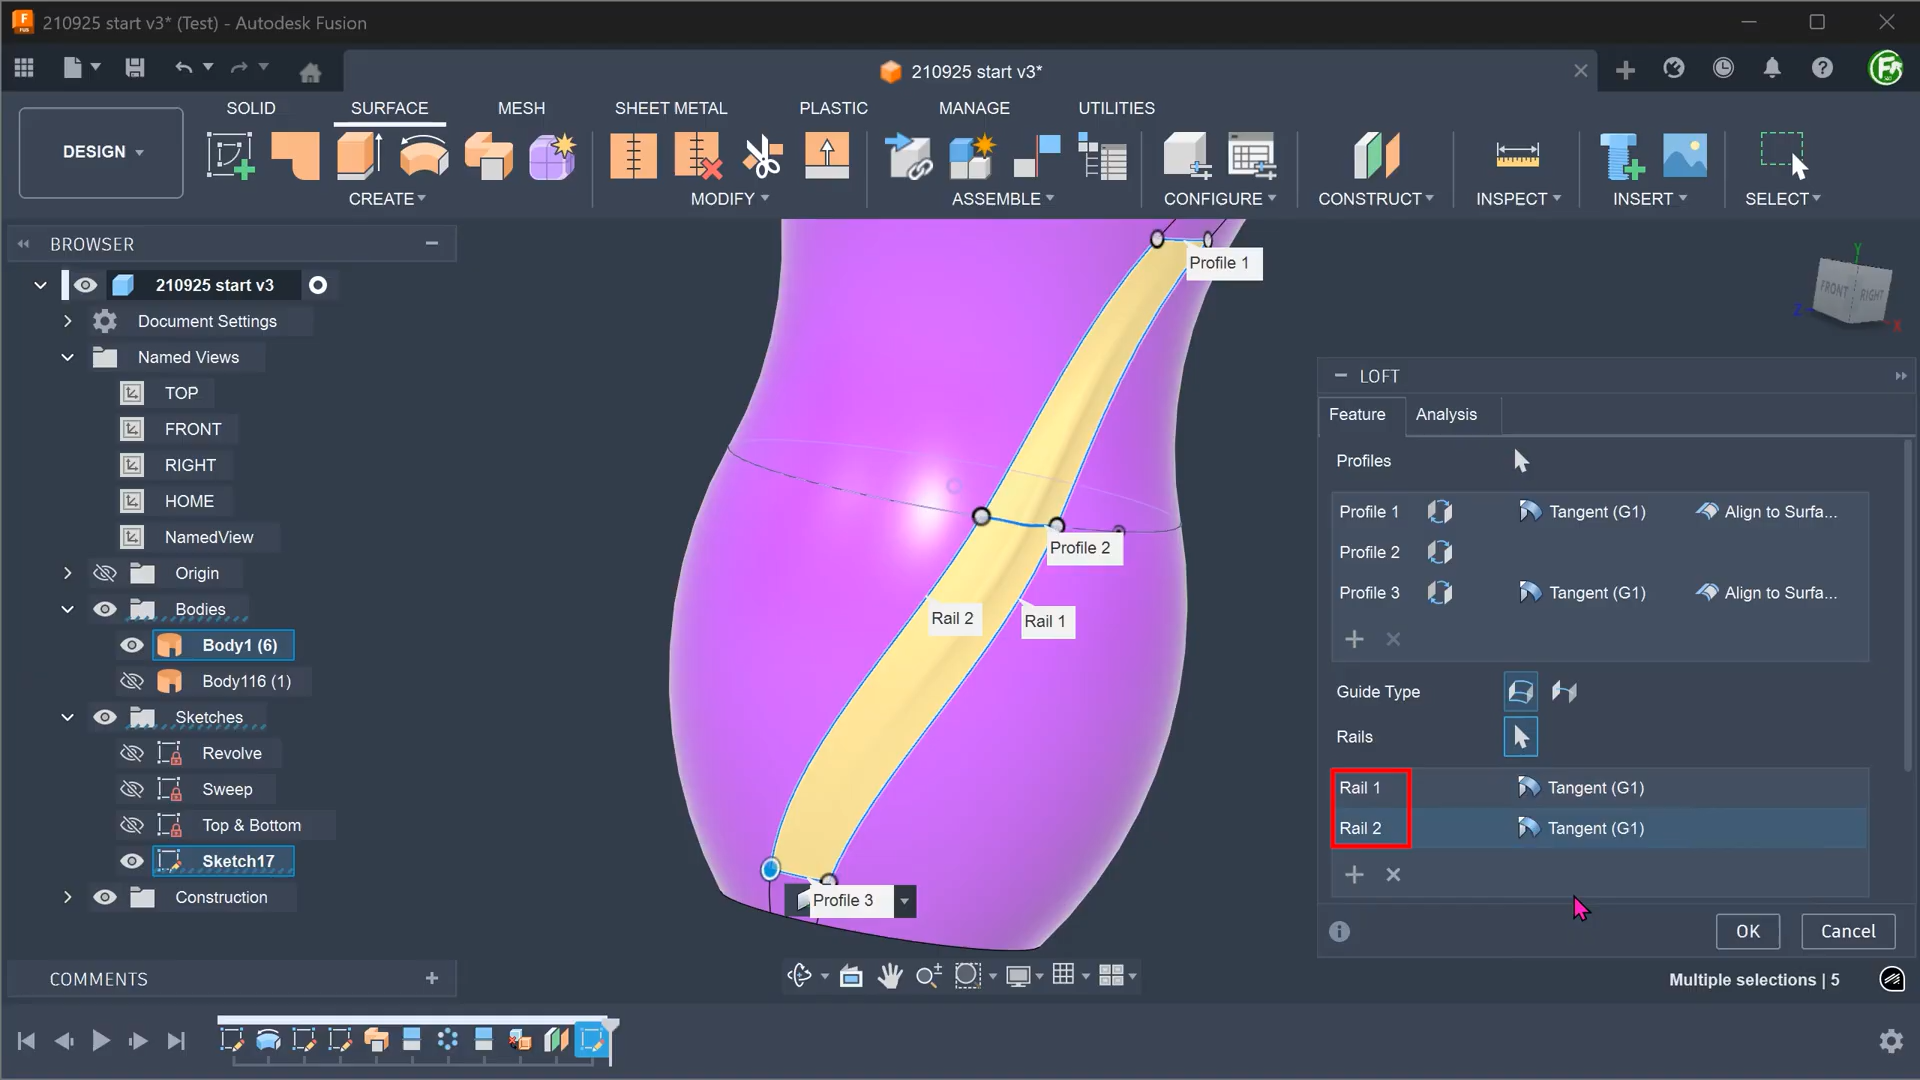 210925 start v3* (Test) - Autodesk Fusion
210925 start v3*
SOLID SURFACE MESH SHEET METAL PLASTIC MANAGE UTILITIES
DESIGN
CREATE MODIFY ASSEMBLE CONFIGURE CONSTRUCT INSPECT INSERT SELECT
BROWSER
210925 start v3
Document Settings
Named Views
TOP
FRONT
RIGHT
HOME
NamedView
Origin
Bodies
Body1 (6)
Body116 (1)
Sketches
Revolve
Sweep
Top & Bottom
Sketch17
Construction
COMMENTS
Profile 1
Profile 2
Rail 2
Rail 1
Profile 3
Y
FRONT RIGHT
Z
X
LOFT
Feature Analysis
Profiles
Profile 1 Tangent (G1) Align to Surfa...
Profile 2
Profile 3 Tangent (G1) Align to Surfa...
Guide Type
Rails
Rail 1 Tangent (G1)
Rail 2 Tangent (G1)
OK Cancel
Multiple selections | 5